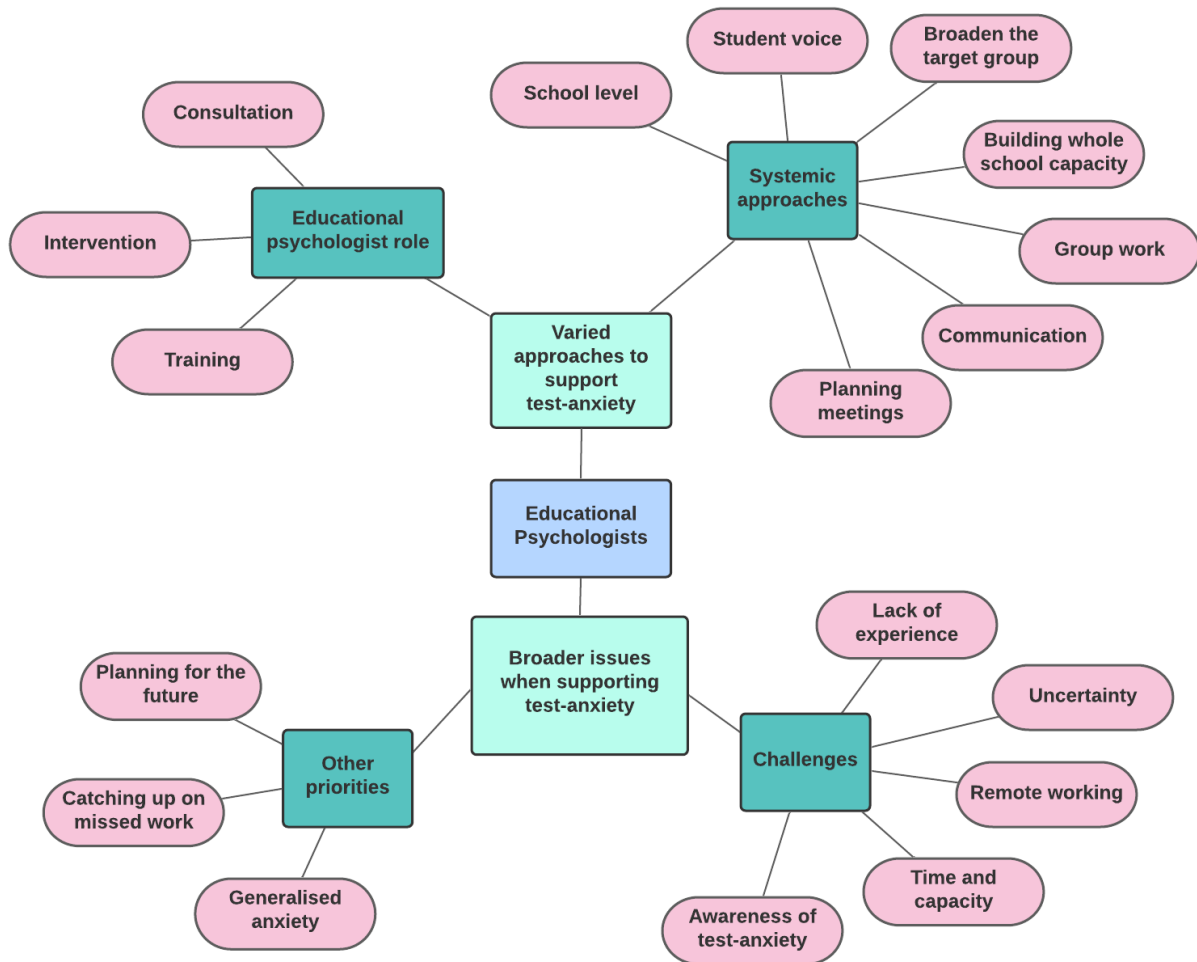 Student voice
Broaden the
target group
School level
Consultation
Building whole
school capacity
Systemic
approaches
Educational
psychologist role
Intervention
Group work
Communication
Training
Varied
approaches to
support
test-anxiety
Planning
meetings
Educational
Psychologists
Lack of
experience
Broader issues
when supporting
test-anxiety
Planning for the
future
Uncertainty
Other
priorities
Challenges
Catching up on
missed work
Remote working
Generalised
anxiety
Time and
capacity
Awareness of
test-anxiety